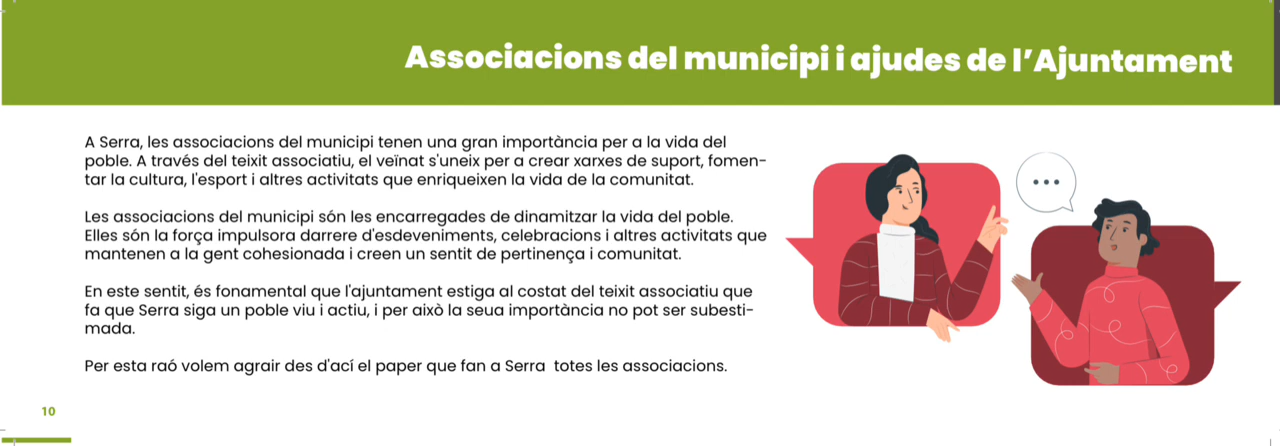 Associacions del municipi i ajudes de l'Ajuntament
A Serra, les associacions del municipi tenen una gran importància per a la vida del
poble. A través del teixit associatiu, el veïnat s'uneix per a crear xarxes de suport, fomen-
tar la cultura, l'esport i altres activitats que enriqueixen la vida de la comunitat.
Les associacions del municipi són les encarregades de dinamitzar la vida del poble.
Elles són la força impulsora darrere d'esdeveniments, celebracions i altres activitats que
mantenen a la gent cohesionada i creen un sentit de pertinença i comunitat.
En este sentit, és fonamental que l'ajuntament estiga al costat del teixit associatiu que
fa que Serra siga un poble viu i actiu, i per això la seua importància no pot ser subesti-
mada.
Per esta raó volem agrair des d'ací el paper que fan a Serra  totes les associacions.
10